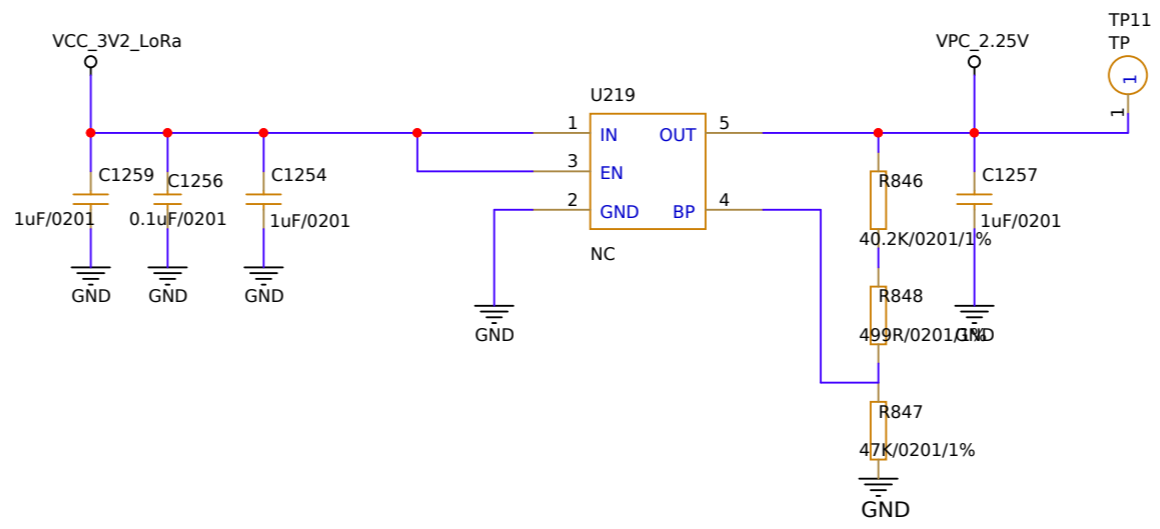 VCC_3V2_LoRa
C1259
1uF/0201
GND
C1256
0.1uF/0201
GND
C1254
1uF/0201
GND
U219
1 IN
3 EN
2 GND
OUT 5
BP 4
NC
GND
VPC_2.25V
TP11
TP
1
1
R846
40.2K/0201/1%
R848
499R/0201/1%
R847
47K/0201/1%
GND
C1257
1uF/0201
GND